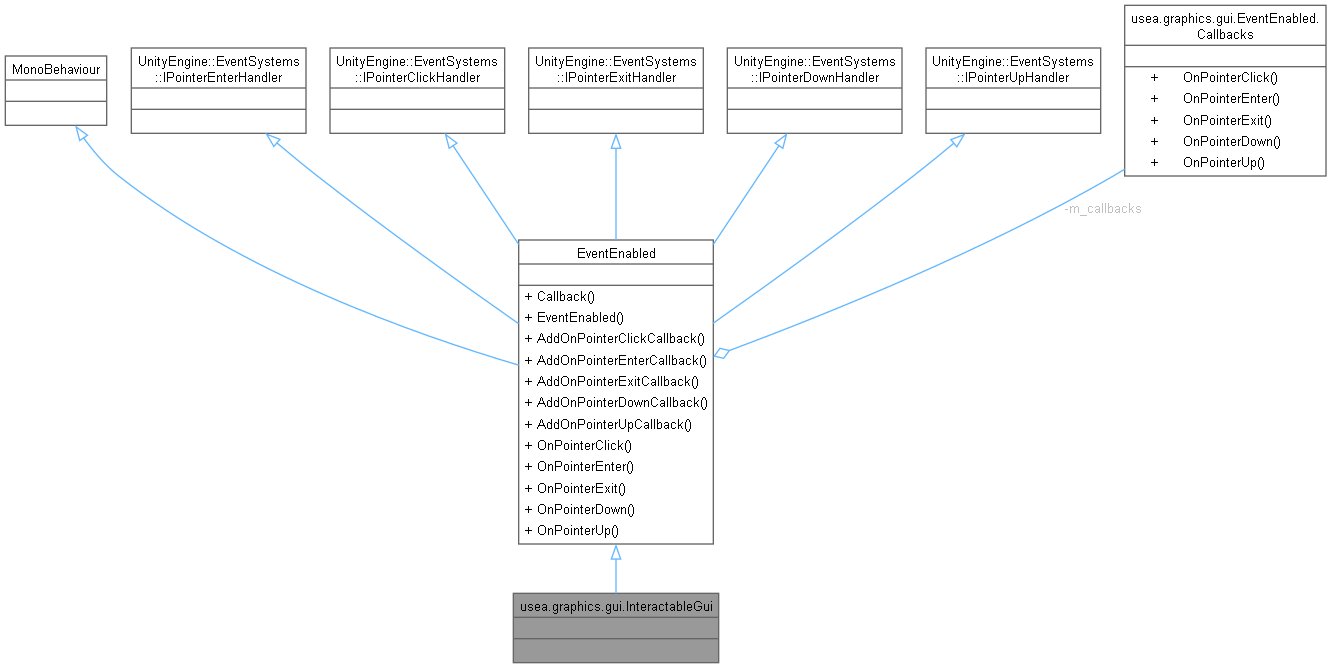 usea.graphics.gui.EventEnabled.
Callbacks
+ OnPointerClick()
+ OnPointerEnter()
+ OnPointerExit()
+ OnPointerDown()
+ OnPointerUp()
MonoBehaviour
UnityEngine::EventSystems
::IPointerEnterHandler
UnityEngine::EventSystems
::IPointerClickHandler
UnityEngine::EventSystems
::IPointerExitHandler
UnityEngine::EventSystems
::IPointerDownHandler
UnityEngine::EventSystems
::IPointerUpHandler
-m_callbacks
EventEnabled
+ Callback()
+ EventEnabled()
+ AddOnPointerClickCallback()
+ AddOnPointerEnterCallback()
+ AddOnPointerExitCallback()
+ AddOnPointerDownCallback()
+ AddOnPointerUpCallback()
+ OnPointerClick()
+ OnPointerEnter()
+ OnPointerExit()
+ OnPointerDown()
+ OnPointerUp()
usea.graphics.gui.InteractableGui